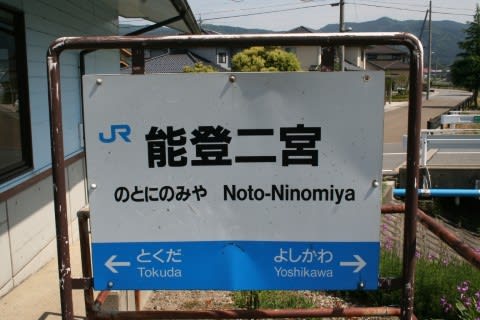 JR 能登二宮
のとにのみや Noto-Ninomiya
← とくだ よしかわ →
Tokuda Yoshikawa